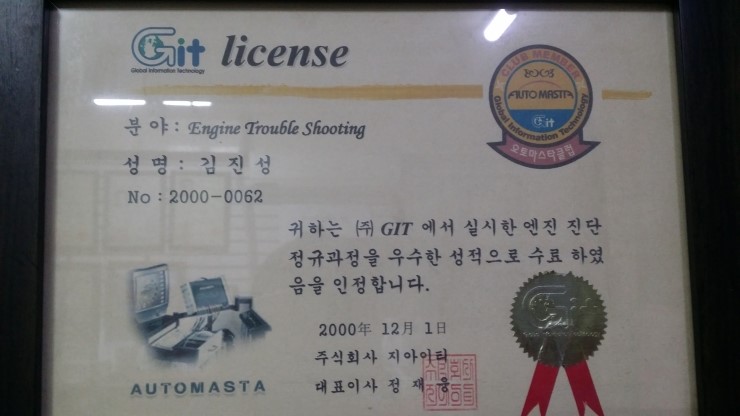 Git license
Global Information Technology
CLUB MEMBER
AUTO MASTA
Git
Global Information Technology
오토마스타클럽
분야 : Engine Trouble Shooting
성명 : 김진성
No : 2000-0062
귀하는 ㈜ GIT 에서 실시한 엔진 진단
정규과정을 우수한 성적으로 수료 하였
음을 인정합니다.
Git
2000年 12月 1日
주식회사 지아이티
대표이사 정재웅
AUTOMASTA